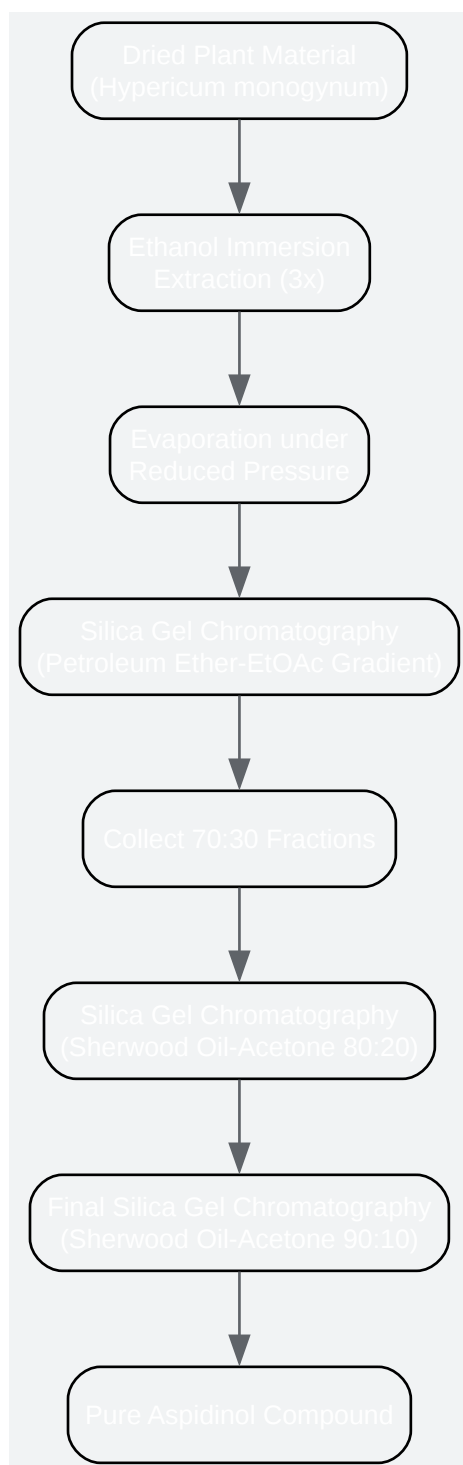 Dried Plant Material
(Hypericum monogynum)
Ethanol Immersion
Extraction (3x)
Evaporation under
Reduced Pressure
Silica Gel Chromatography
(Petroleum Ether-EtOAc Gradient)
Collect 70:30 Fractions
Silica Gel Chromatography
(Sherwood Oil-Acetone 80:20)
Final Silica Gel Chromatography
(Sherwood Oil-Acetone 90:10)
Pure Aspidinol Compound